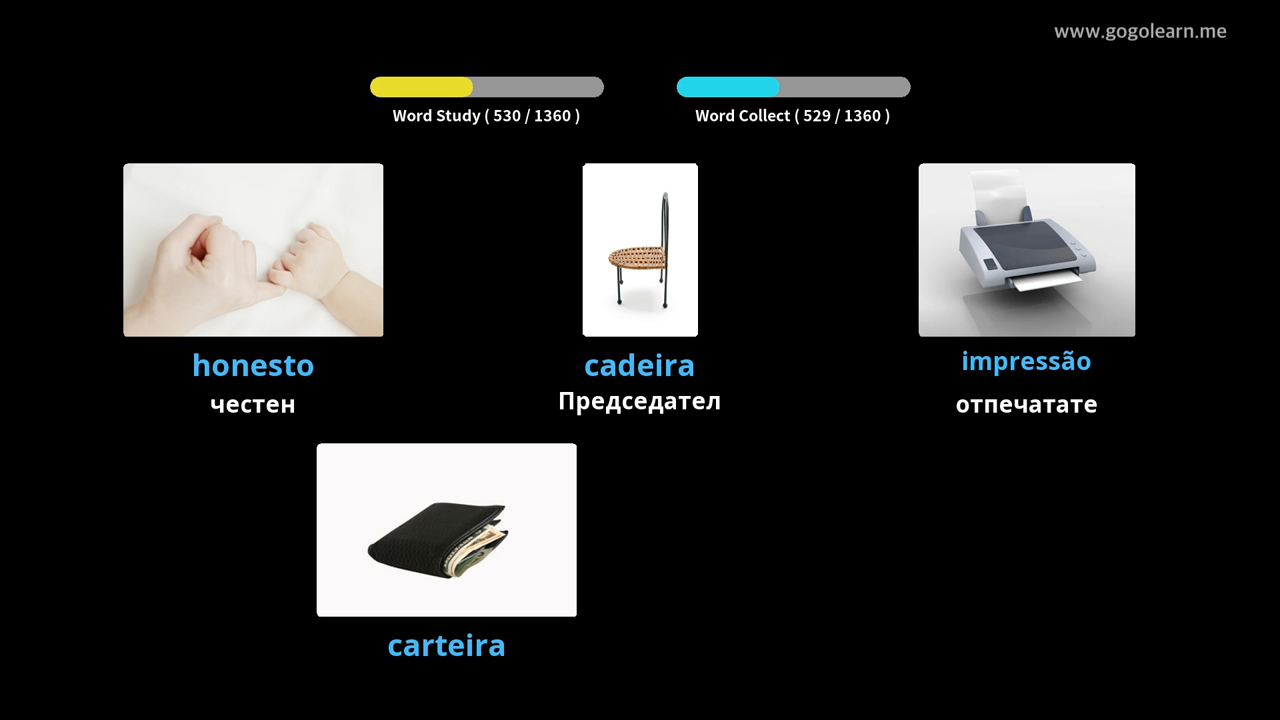 www.gogolearn.me
Word Study ( 530 / 1360 )
Word Collect ( 529 / 1360 )
honesto
честен
cadeira
Председател
impressão
отпечатате
carteira